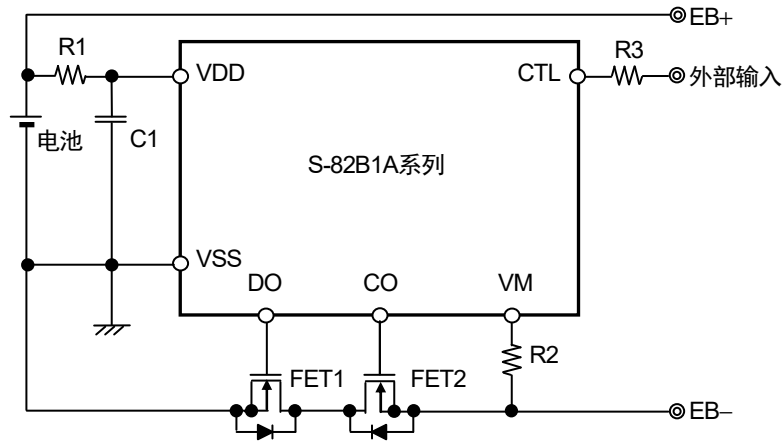 EB+
R1
R3
VDD
CTL
外部输入
电池
C1
S-82B1A系列
VSS
DO
CO
VM
R2
FET1
FET2
EB−